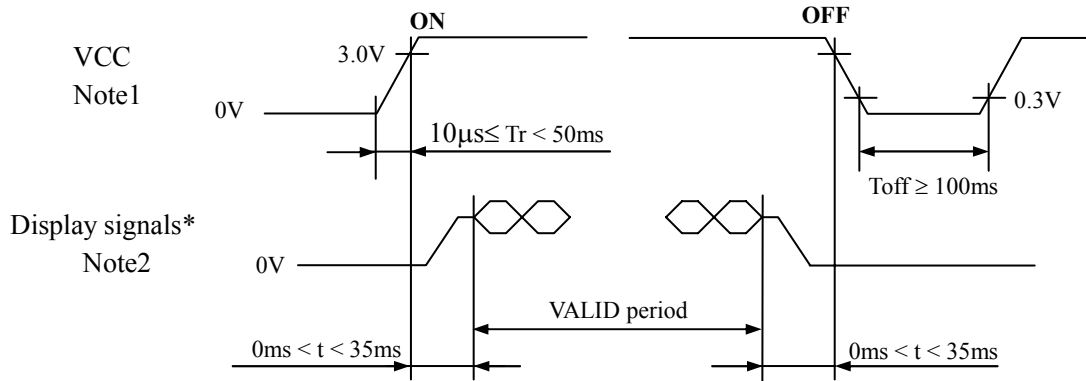 ON
OFF
VCC
Note1
3.0V
0V
0.3V
10μs≤ Tr < 50ms
Toff ≥ 100ms
Display signals*
Note2
0V
VALID period
0ms < t < 35ms
0ms < t < 35ms